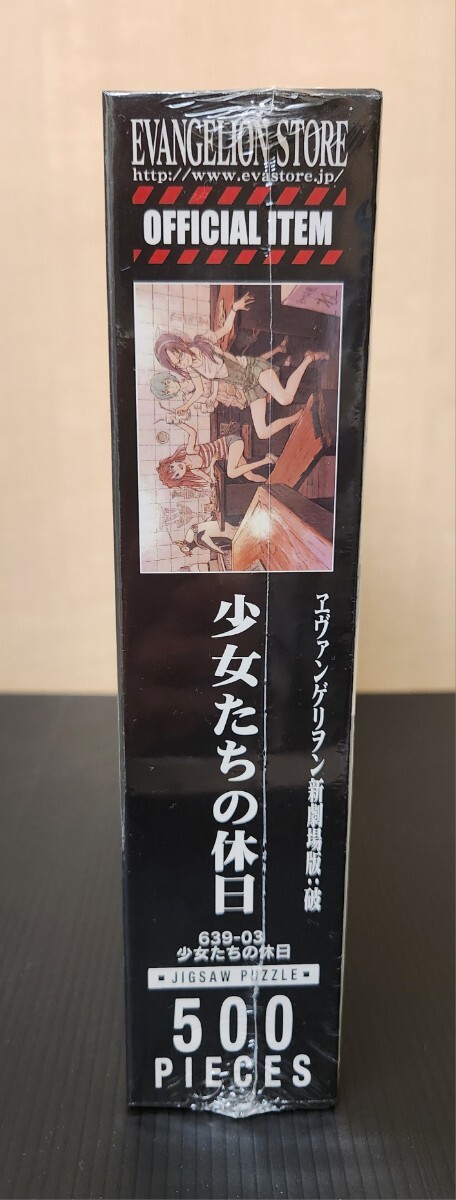 EVANGELION STORE
http://www.evastore.jp/
OFFICIAL ITEM
ヱヴァンゲリヲン新劇場版:破
少女たちの休日
639-03
少女たちの休日
JIGSAW PUZZLE
500
PIECES